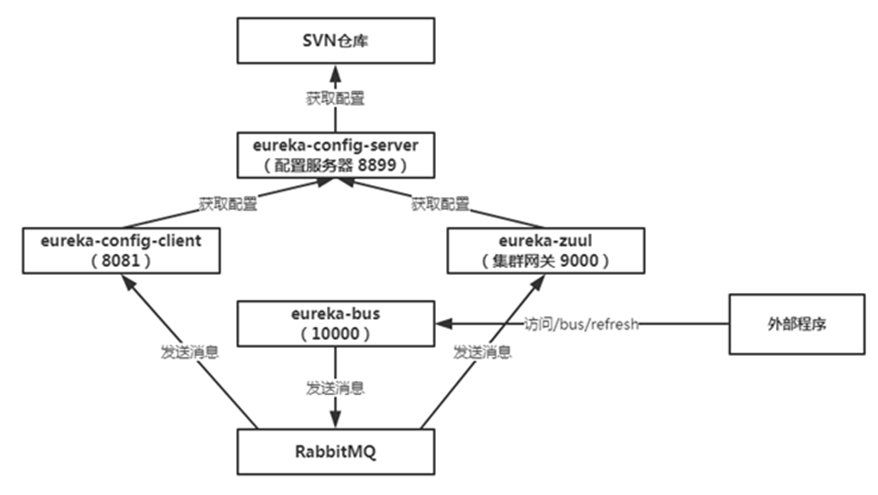 SVN仓库
获取配置
eureka-config-server
（配置服务器 8899）
获取配置
获取配置
eureka-config-client
（8081）
eureka-zuul
（集群网关 9000）
eureka-bus
（10000）
访问/bus/refresh
外部程序
发送消息
发送消息
发送消息
RabbitMQ